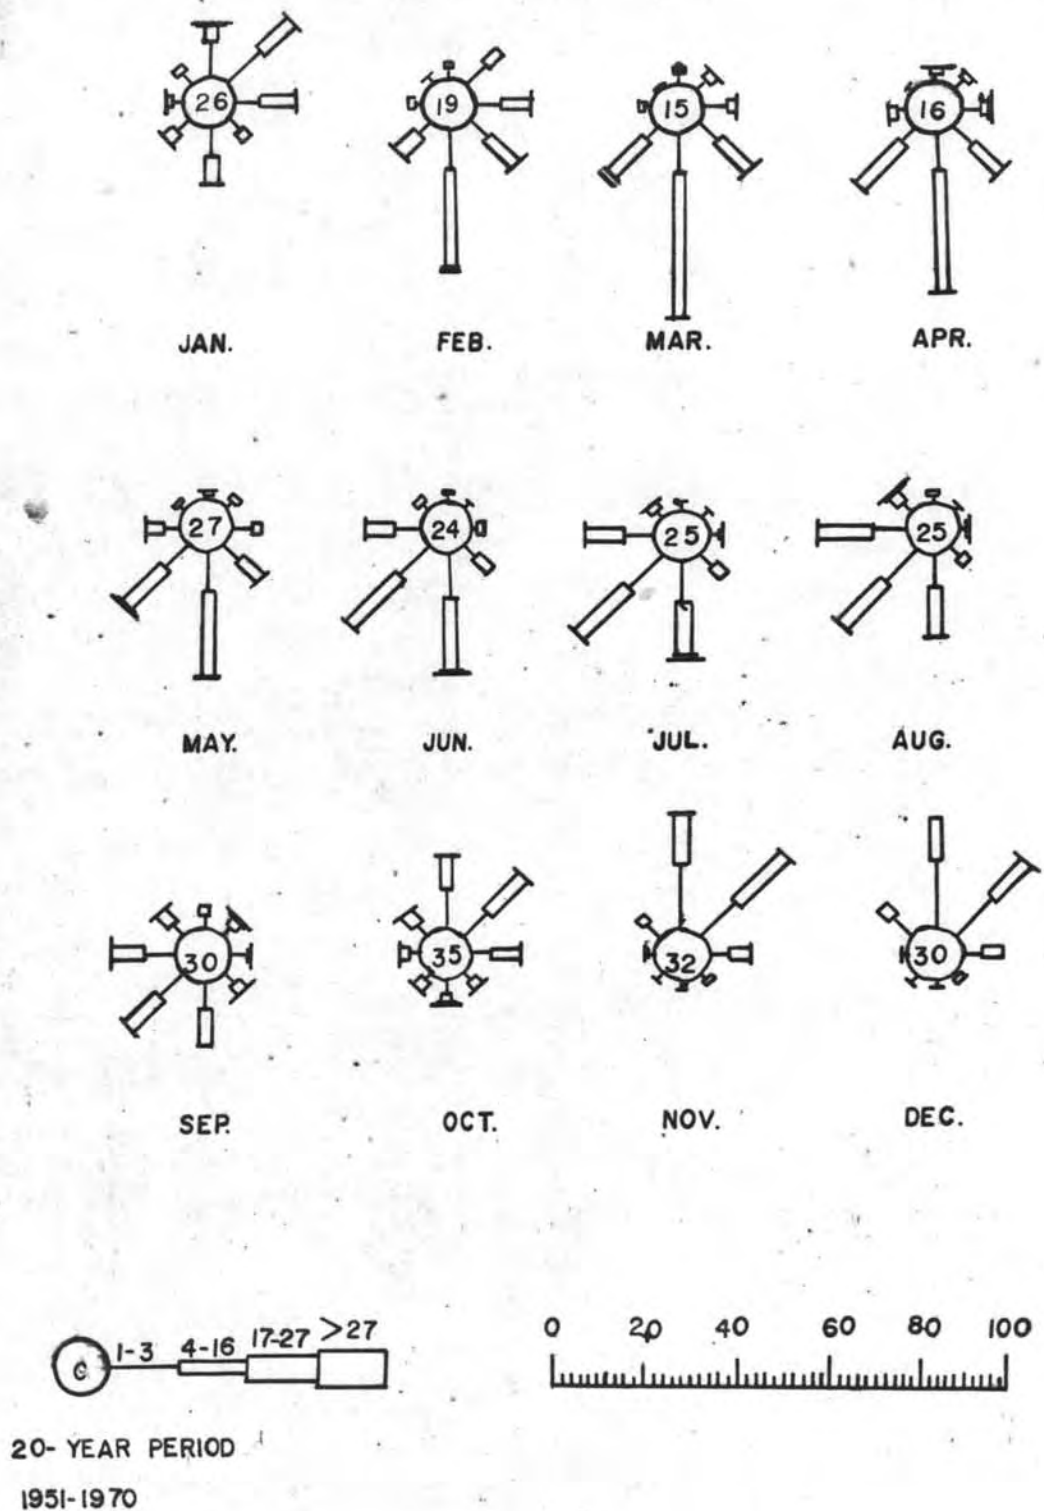 26 19 15 16
JAN. FEB. MAR. APR.
27 24 25 25
MAY. JUN. JUL. AUG.
30 35 32 30
SEP. OCT. NOV. DEC.
1-3 4-16 17-27 >27
C
0 20 40 60 80 100
20- YEAR PERIOD
1951-1970